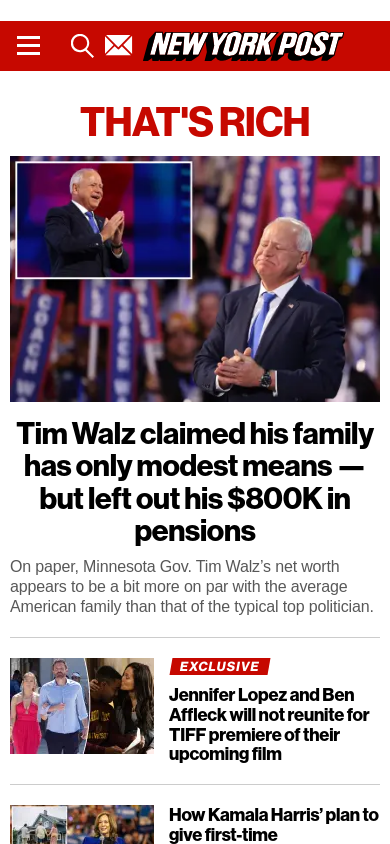 NEW YORK POST
THAT'S RICH
COACH W
COACH
Tim Walz claimed his family
has only modest means —
but left out his $800K in
pensions
On paper, Minnesota Gov. Tim Walz's net worth
appears to be a bit more on par with the average
American family than that of the typical top politician.
EXCLUSIVE
Jennifer Lopez and Ben
Affleck will not reunite for
TIFF premiere of their
upcoming film
How Kamala Harris' plan to
give first-time